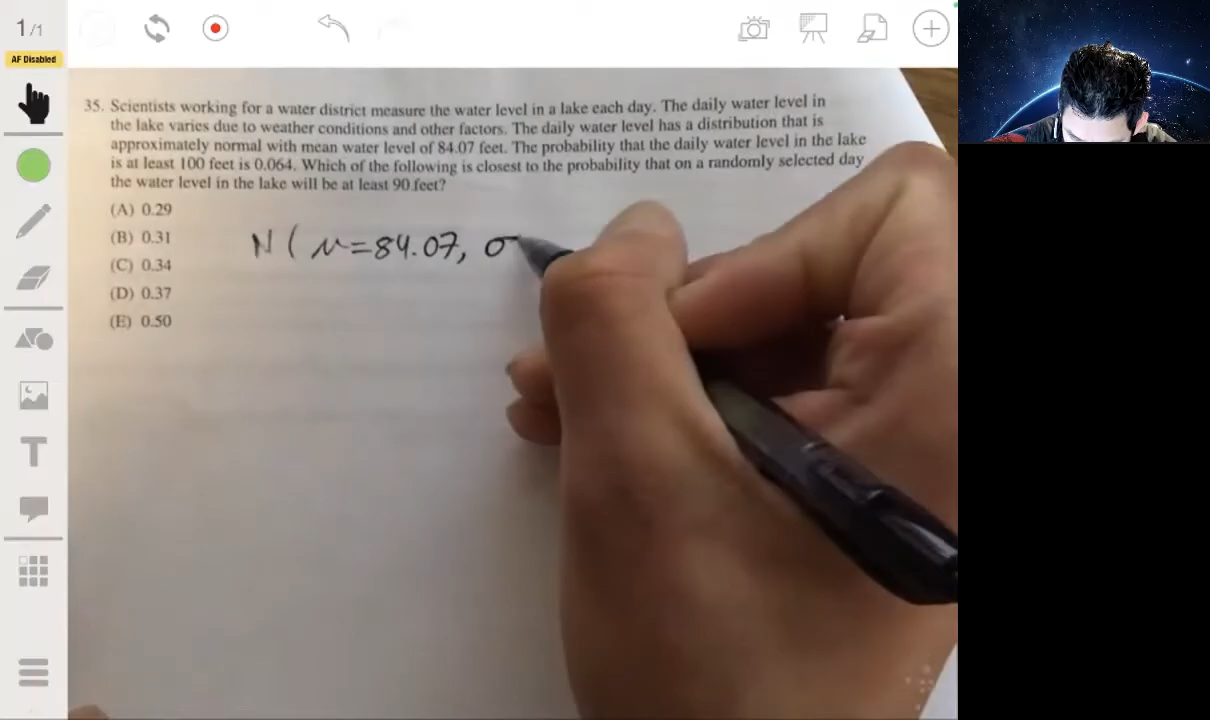 1/1
AF Disabled
T
35. Scientists working for a water district measure the water level in a lake each day. The daily water level in
the lake varies due to weather conditions and other factors. The daily water level has a distribution that is
approximately normal with mean water level of 84.07 feet. The probability that the daily water level in the lake
is at least 100 feet is 0.064. Which of the following is closest to the probability that on a randomly selected day
the water level in the lake will be at least 90 feet?
(A) 0.29
(B) 0.31
(C) 0.34
(D) 0.37
(E) 0.50
N ( μ=84.07, σ